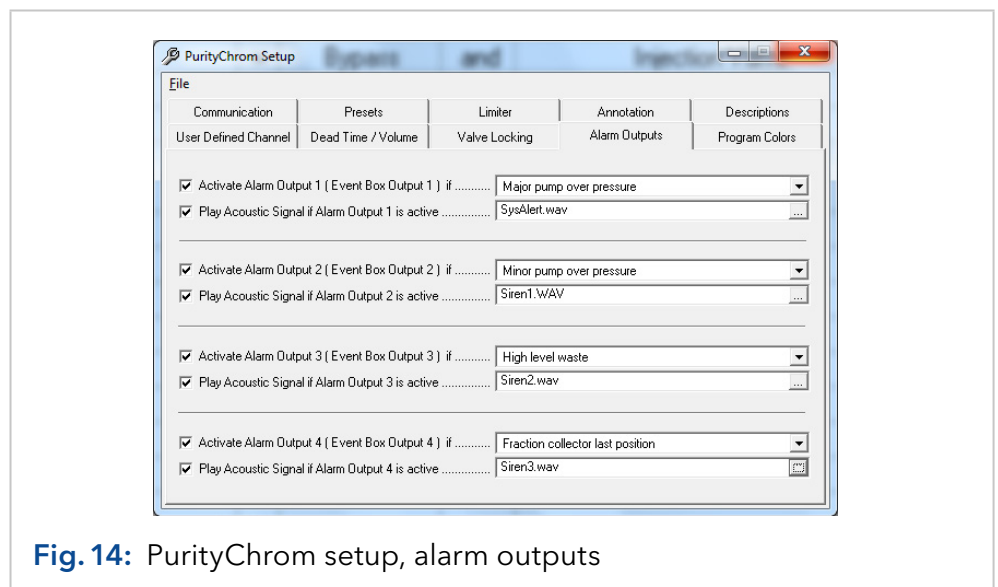 PurityChrom Setup
Bypass and
File
Communication Presets Limiter Annotation Descriptions
User Defined Channel Dead Time / Volume Valve Locking Alarm Outputs Program Colors
Activate Alarm Output 1 ( Event Box Output 1 ) if .......... Major pump over pressure
Play Acoustic Signal if Alarm Output 1 is active ............... SysAlert.wav ...
Activate Alarm Output 2 ( Event Box Output 2 ) if .......... Minor pump over pressure
Play Acoustic Signal if Alarm Output 2 is active ............... Siren1.WAV ...
Activate Alarm Output 3 ( Event Box Output 3 ) if .......... High level waste
Play Acoustic Signal if Alarm Output 3 is active ............... Siren2.wav ...
Activate Alarm Output 4 ( Event Box Output 4 ) if .......... Fraction collector last position
Play Acoustic Signal if Alarm Output 4 is active ............... Siren3.wav ...
Fig. 14: PurityChrom setup, alarm outputs